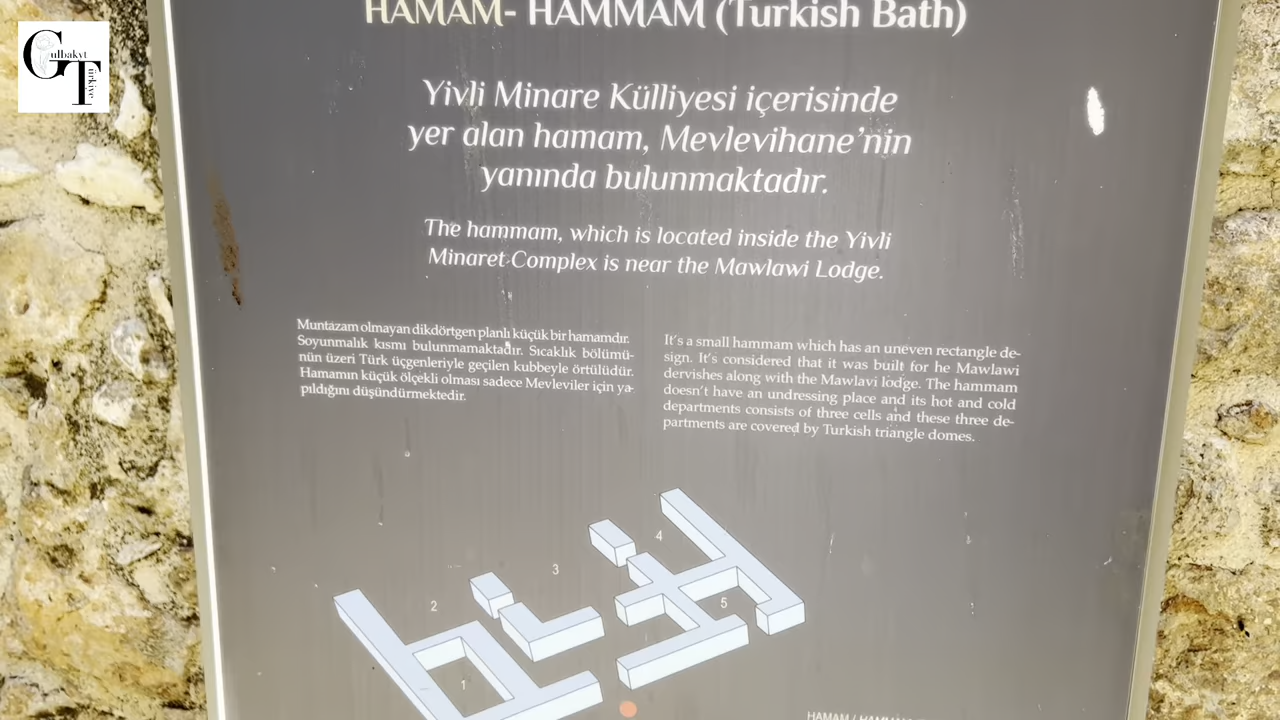 Gulbakyt
Türkiye
HAMAM- HAMMAM (Turkish Bath)
Yivli Minare Külliyesi içerisinde
yer alan hamam, Mevlevihane'nin
yanında bulunmaktadır.
The hammam, which is located inside the Yivli
Minaret Complex is near the Mawlawi Lodge.
Muntazam olmayan dikdörtgen planlı küçük bir hamamdır.
Soyunmalık kısmı bulunmamaktadır. Sıcaklık bölümü-
nün üzeri Türk üçgenleriyle geçilen kubbeyle örtülüdür.
Hamamın küçük ölçekli olması sadece Mevleviler için ya-
pıldığını düşündürmektedir.
It's a small hammam which has an uneven rectangle de-
sign. It's considered that it was built for he Mawlawi
dervishes along with the Mawlavi lodge. The hammam
doesn't have an undressing place and its hot and cold
departments consists of three cells and these three de-
partments are covered by Turkish triangle domes.
4
3
2
5
1
HAMAM / HAMMAM